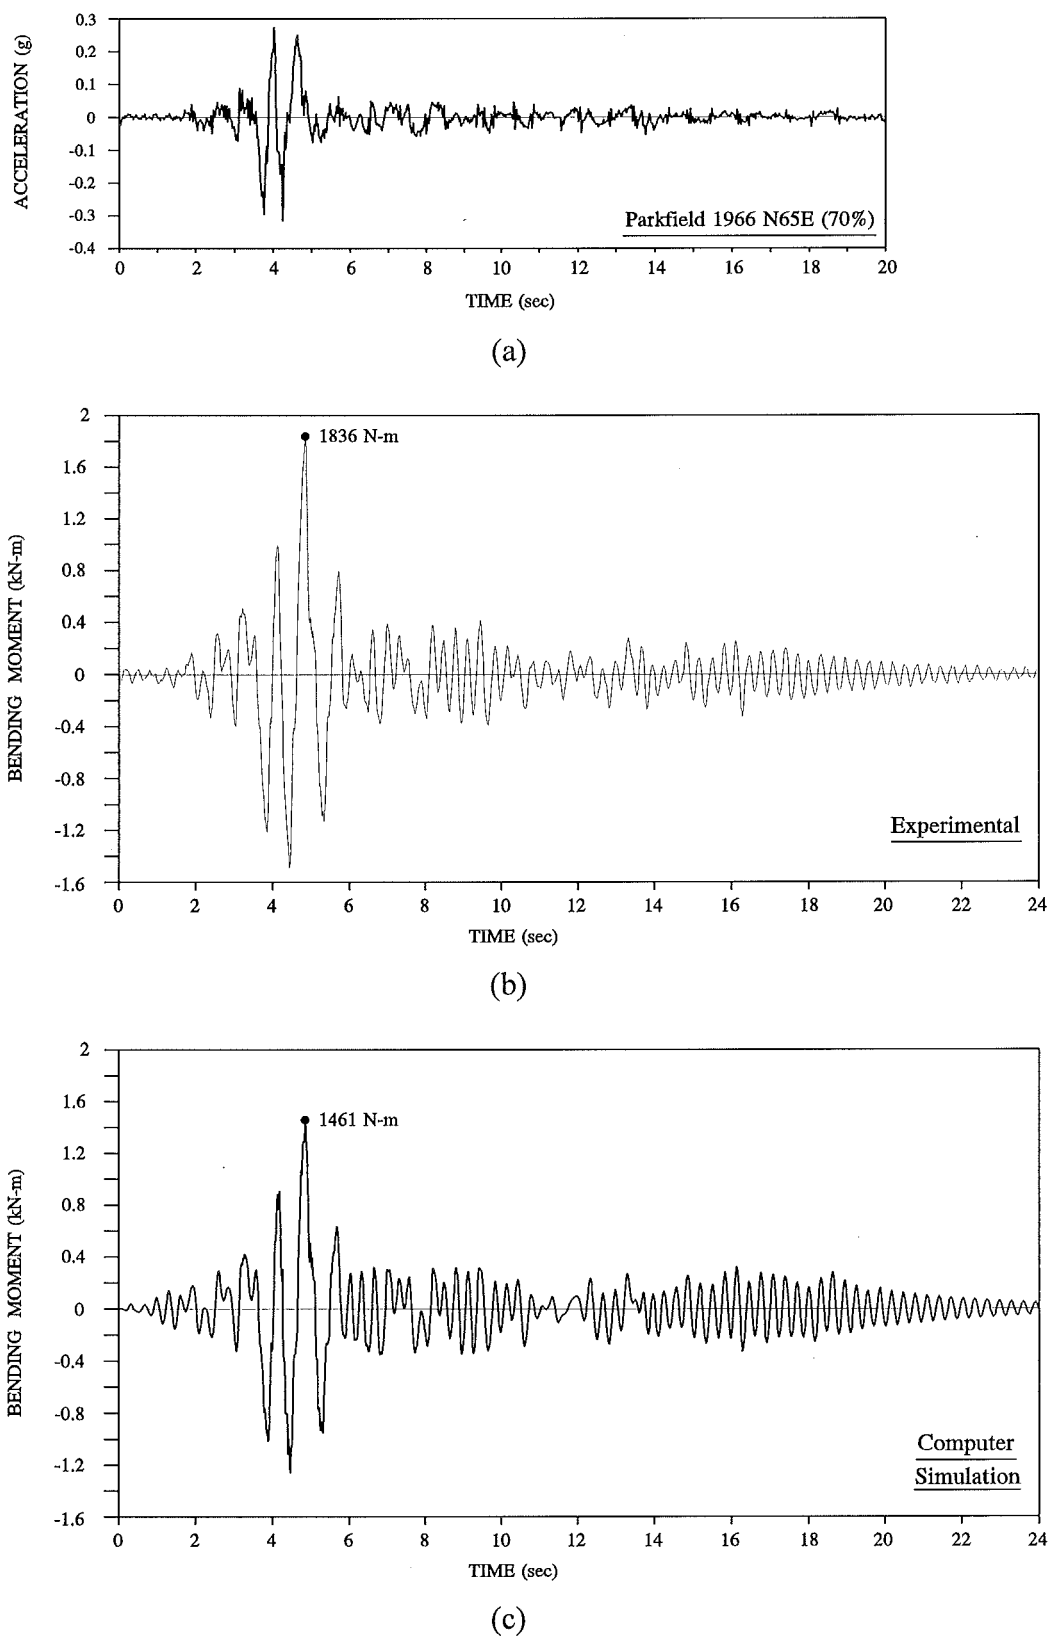 0.3
0.2
0.1
0
-0.1
-0.2
-0.3
-0.4
ACCELERATION (g)
Parkfield 1966 N65E (70%)
0 2 4 6 8 10 12 14 16 18 20
TIME (sec)
(a)
2
1.6
1.2
0.8
0.4
0
-0.4
-0.8
-1.2
-1.6
BENDING MOMENT (kN-m)
1836 N-m
Experimental
0 2 4 6 8 10 12 14 16 18 20 22 24
TIME (sec)
(b)
2
1.6
1.2
0.8
0.4
0
-0.4
-0.8
-1.2
-1.6
BENDING MOMENT (kN-m)
1461 N-m
Computer
Simulation
0 2 4 6 8 10 12 14 16 18 20 22 24
TIME (sec)
(c)